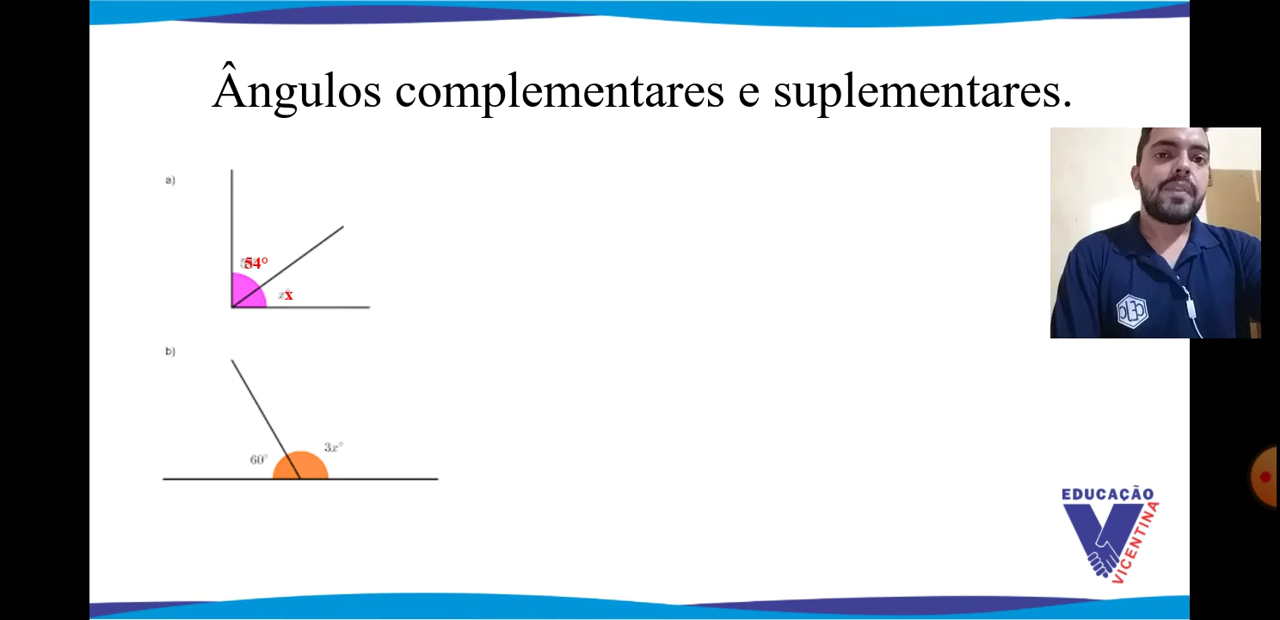 Ângulos complementares e suplementares.
a)
54°
x
b)
60°
3x°
EDUCAÇÃO
VICENTINA